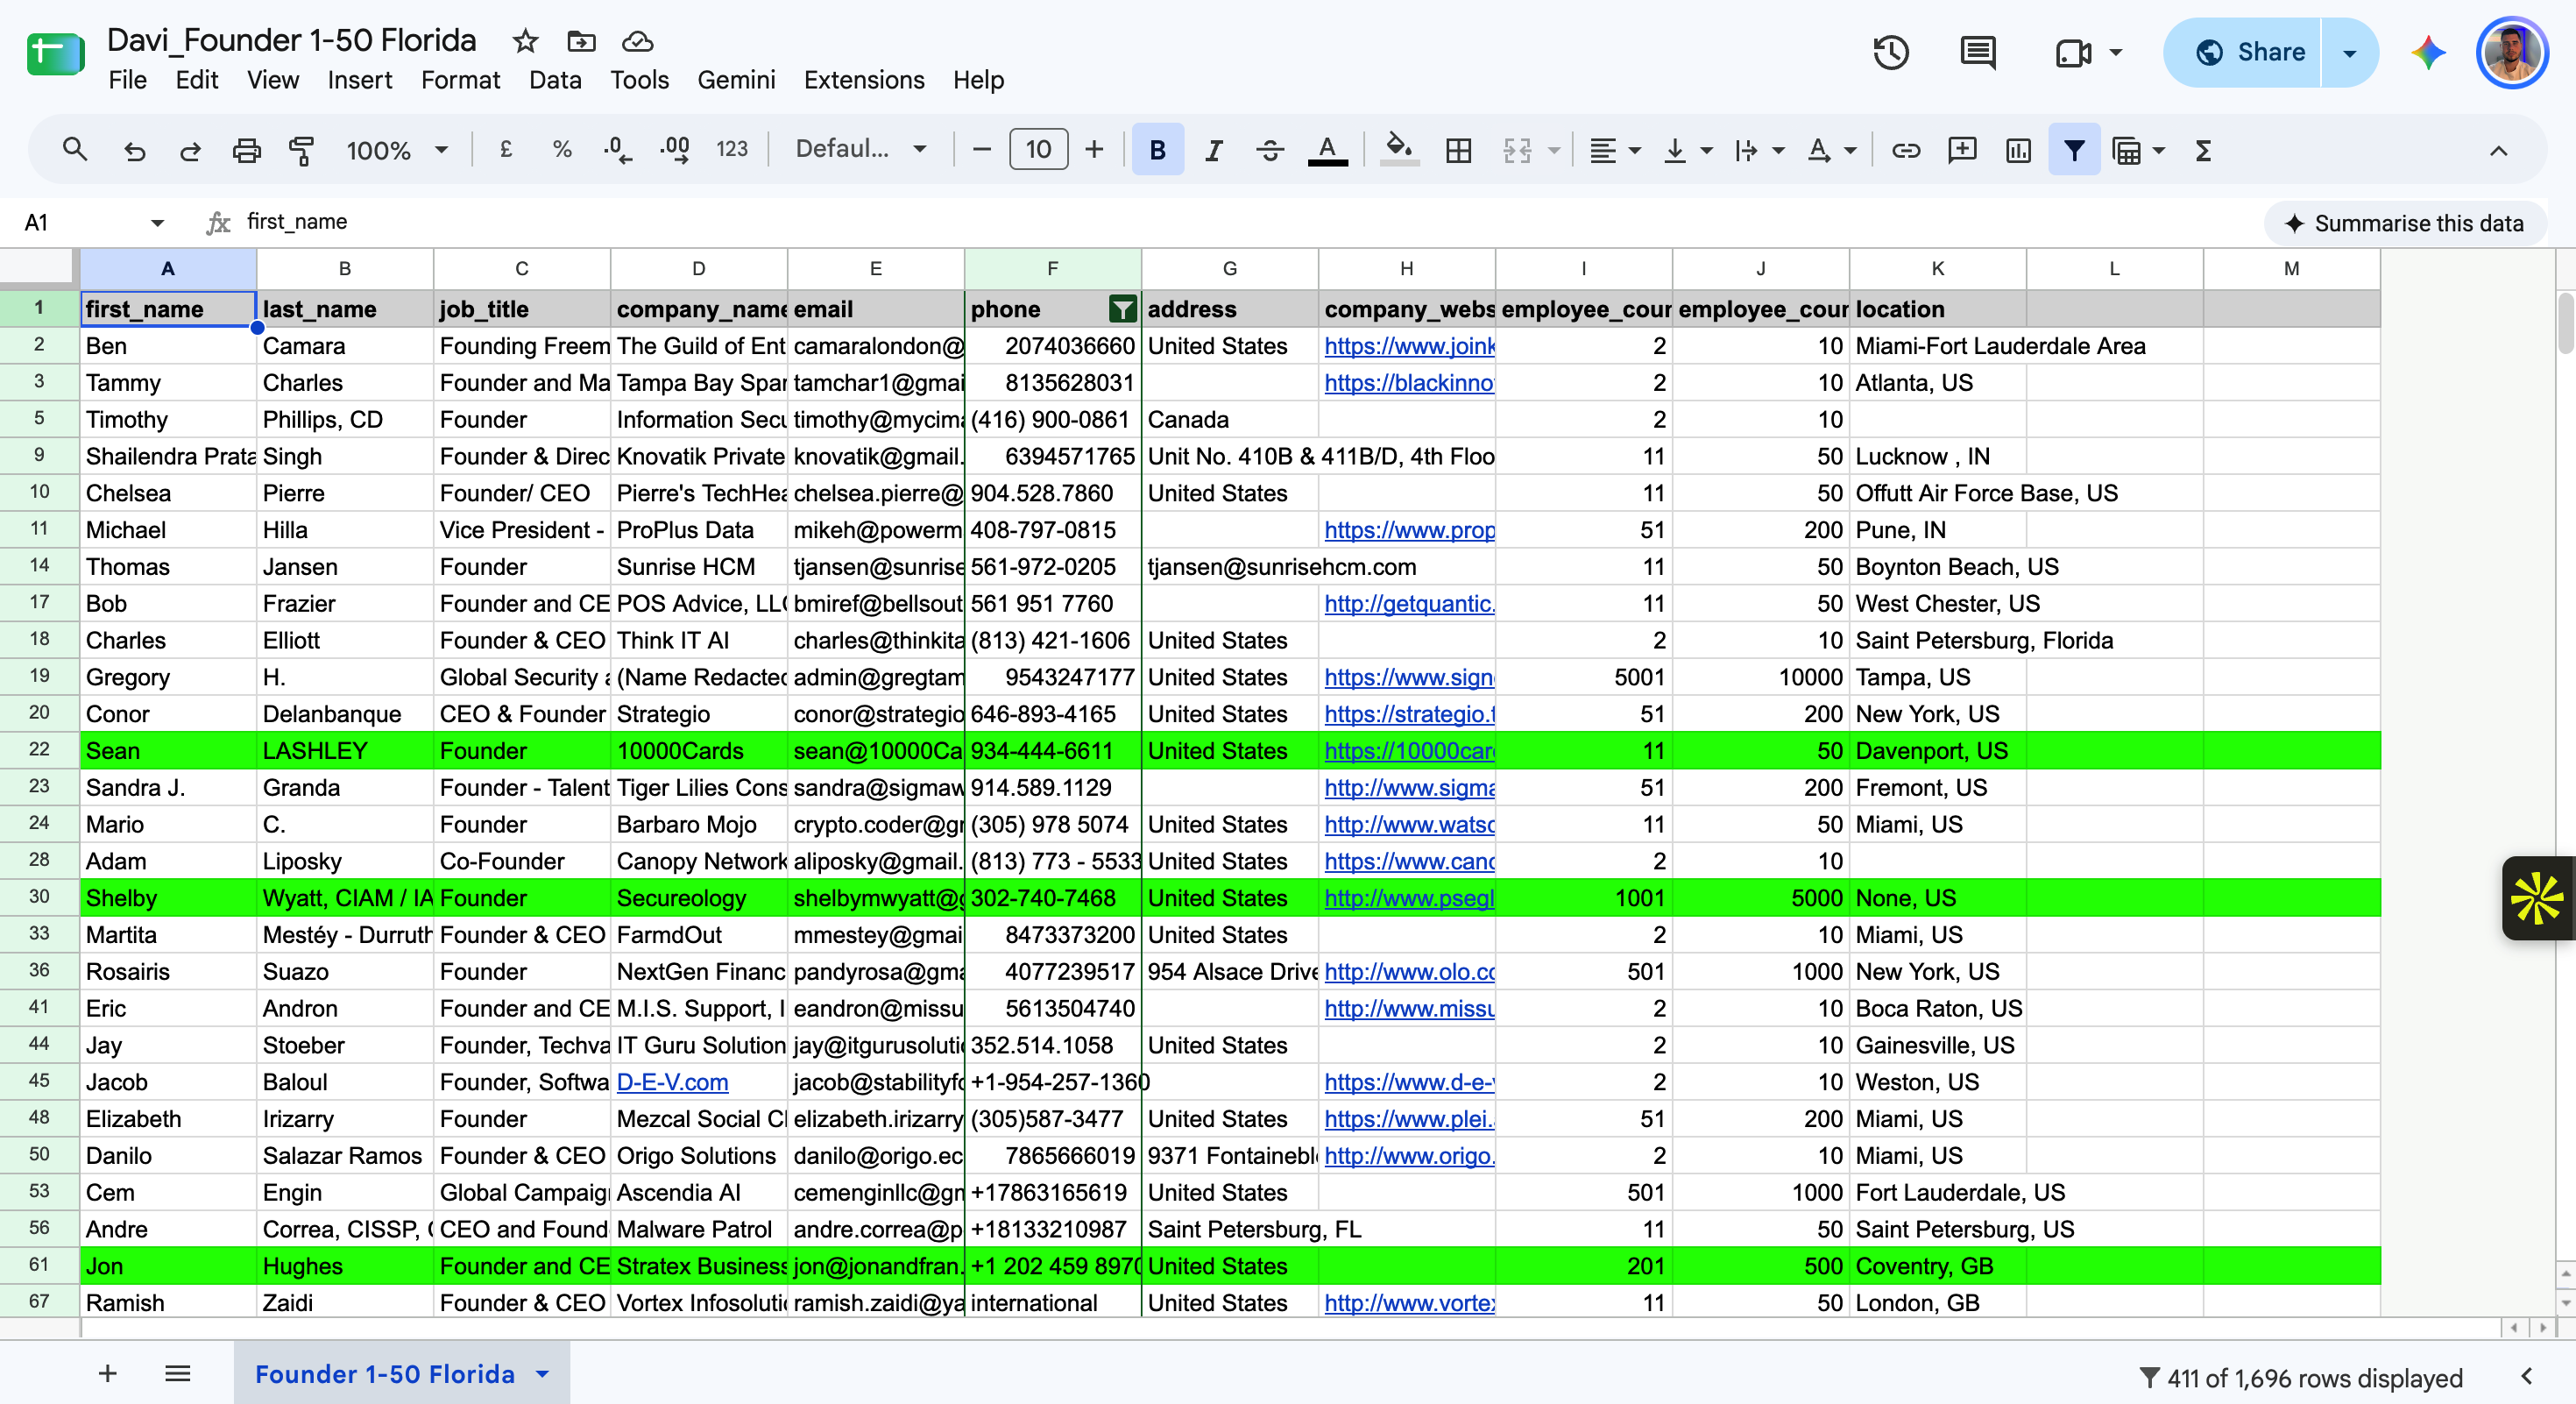 Davi_Founder 1-50 Florida
File Edit View Insert Format Data Tools Gemini Extensions Help
Share
100% £ % .0 .00 123 Defaul... 10 B I A A Σ
A1 fx first_name Summarise this data
A B C D E F G H I J K L M
1 first_name last_name job_title company_name email phone address company_webs employee_cour employee_cour location
2 Ben Camara Founding Freem The Guild of Ent camaralondon@ 2074036660 United States https://www.joink 2 10 Miami-Fort Lauderdale Area
3 Tammy Charles Founder and Ma Tampa Bay Spar tamchar1@gmai 8135628031 https://blackinno 2 10 Atlanta, US
5 Timothy Phillips, CD Founder Information Secu timothy@mycima (416) 900-0861 Canada 2 10
9 Shailendra Prata Singh Founder & Direc Knovatik Private knovatik@gmail. 6394571765 Unit No. 410B & 411B/D, 4th Floo 11 50 Lucknow , IN
10 Chelsea Pierre Founder/ CEO Pierre's TechHea chelsea.pierre@ 904.528.7860 United States 11 50 Offutt Air Force Base, US
11 Michael Hilla Vice President - ProPlus Data mikeh@powerm 408-797-0815 https://www.prop 51 200 Pune, IN
14 Thomas Jansen Founder Sunrise HCM tjansen@sunrise 561-972-0205 tjansen@sunrisehcm.com 11 50 Boynton Beach, US
17 Bob Frazier Founder and CE POS Advice, LLC bmiref@bellsout 561 951 7760 http://getquantic. 11 50 West Chester, US
18 Charles Elliott Founder & CEO Think IT AI charles@thinkita (813) 421-1606 United States 2 10 Saint Petersburg, Florida
19 Gregory H. Global Security a (Name Redacted admin@gregtam 9543247177 United States https://www.sign 5001 10000 Tampa, US
20 Conor Delanbanque CEO & Founder Strategio conor@strategio 646-893-4165 United States https://strategio.t 51 200 New York, US
22 Sean LASHLEY Founder 10000Cards sean@10000Ca 934-444-6611 United States https://10000car 11 50 Davenport, US
23 Sandra J. Granda Founder - Talent Tiger Lilies Cons sandra@sigmaw 914.589.1129 http://www.sigma 51 200 Fremont, US
24 Mario C. Founder Barbaro Mojo crypto.coder@gr (305) 978 5074 United States http://www.watso 11 50 Miami, US
28 Adam Liposky Co-Founder Canopy Network aliposky@gmail. (813) 773 - 5533 United States https://www.cano 2 10
30 Shelby Wyatt, CIAM / IA Founder Secureology shelbymwyatt@g 302-740-7468 United States http://www.psegl 1001 5000 None, US
33 Martita Mestéy - Durruth Founder & CEO FarmdOut mmestey@gmai 8473373200 United States 2 10 Miami, US
36 Rosairis Suazo Founder NextGen Financ pandyrosa@gma 4077239517 954 Alsace Drive http://www.olo.co 501 1000 New York, US
41 Eric Andron Founder and CE M.I.S. Support, I eandron@missu 5613504740 http://www.missu 2 10 Boca Raton, US
44 Jay Stoeber Founder, Techva IT Guru Solution jay@itgurusoluti 352.514.1058 United States 2 10 Gainesville, US
45 Jacob Baloul Founder, Softwa D-E-V.com jacob@stabilityfo +1-954-257-1360 https://www.d-e-v 2 10 Weston, US
48 Elizabeth Irizarry Founder Mezcal Social Cl elizabeth.irizarry (305)587-3477 United States https://www.plei. 51 200 Miami, US
50 Danilo Salazar Ramos Founder & CEO Origo Solutions danilo@origo.ec 7865666019 9371 Fontaineble http://www.origo. 2 10 Miami, US
53 Cem Engin Global Campaig Ascendia AI cemenginllc@gm +17863165619 United States 501 1000 Fort Lauderdale, US
56 Andre Correa, CISSP, C CEO and Found Malware Patrol andre.correa@p +18133210987 Saint Petersburg, FL 11 50 Saint Petersburg, US
61 Jon Hughes Founder and CE Stratex Business jon@jonandfran. +1 202 459 8970 United States 201 500 Coventry, GB
67 Ramish Zaidi Founder & CEO Vortex Infosolutio ramish.zaidi@ya international United States http://www.vortex 11 50 London, GB
Founder 1-50 Florida 411 of 1,696 rows displayed